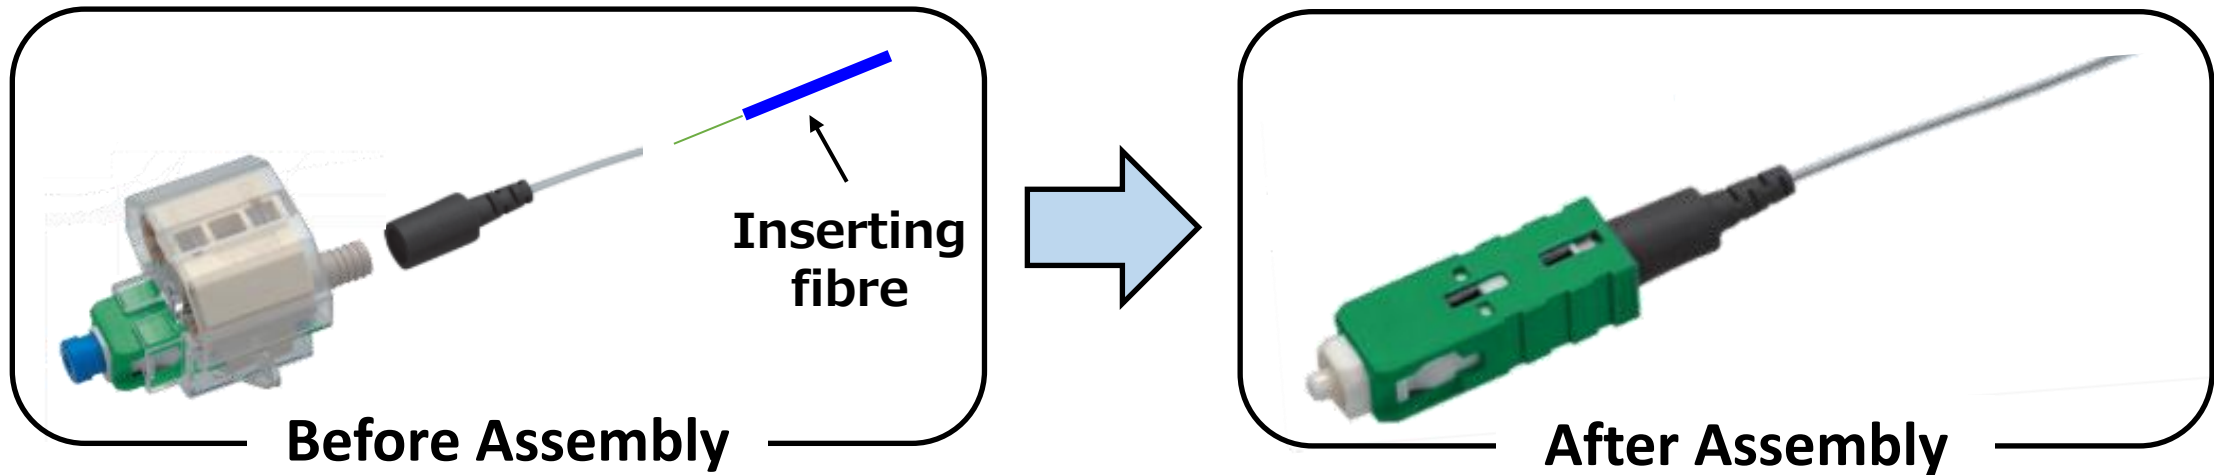 Inserting
fibre
Before Assembly
After Assembly